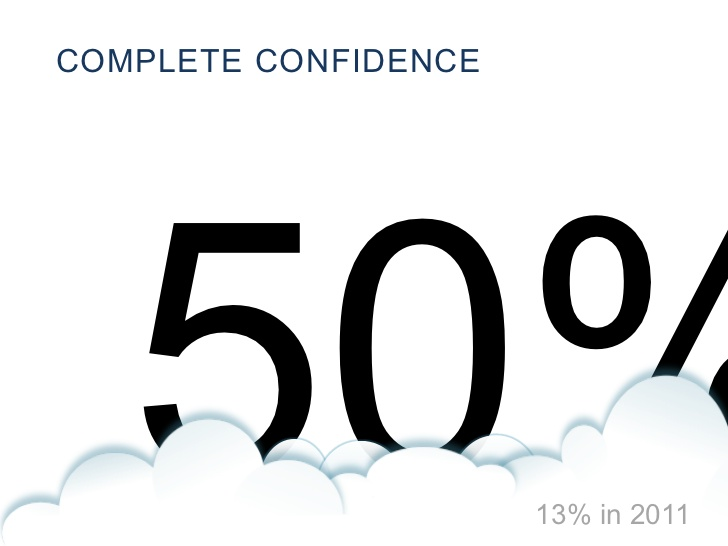 COMPLETE CONFIDENCE
50%
13% in 2011